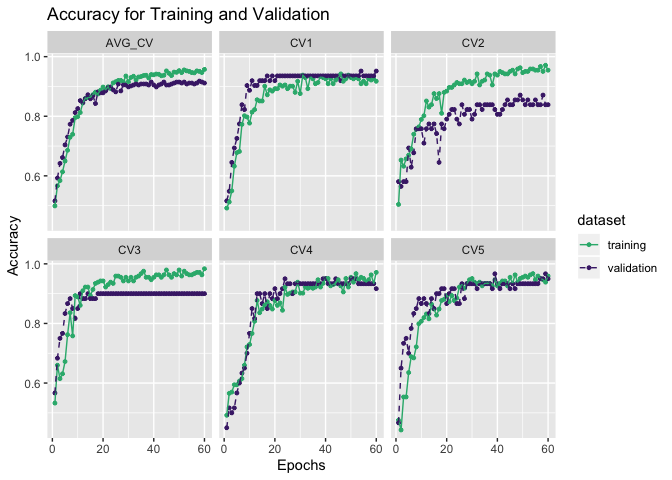 Accuracy for Training and Validation
AVG_CV CV1 CV2
1.0
0.8
0.6
CV3 CV4 CV5
1.0
0.8
0.6
0 20 40 60 0 20 40 60 0 20 40 60
Epochs
Accuracy
dataset
training
validation